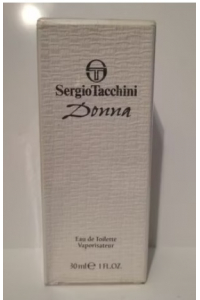 Sergio Tacchini
Donna
Eau de Toilette
Vaporisateur
30 ml e 1 FL.OZ.